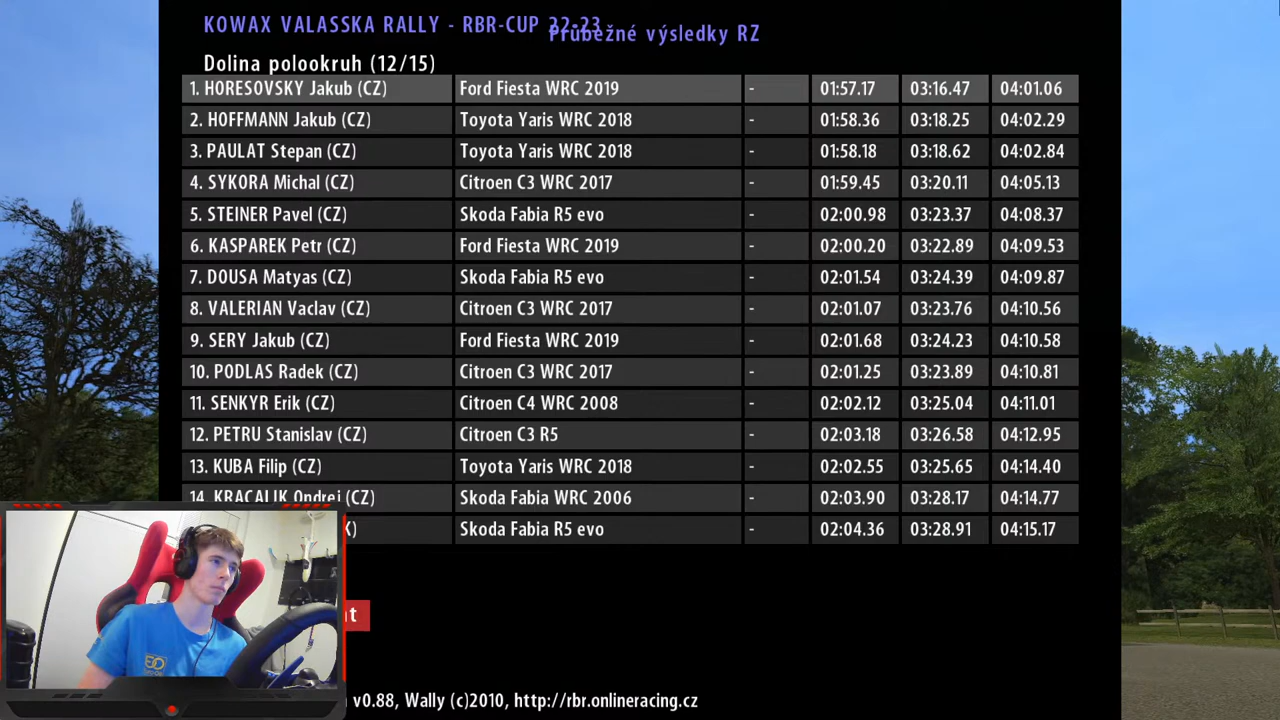 KOWAX VALASSKA RALLY - RBR-CUP 22-23
Průběžné výsledky RZ
Dolina polookruh (12/15)
1. HORESOVSKY Jakub (CZ) Ford Fiesta WRC 2019 - 01:57.17 03:16.47 04:01.06
2. HOFFMANN Jakub (CZ) Toyota Yaris WRC 2018 - 01:58.36 03:18.25 04:02.29
3. PAULAT Stepan (CZ) Toyota Yaris WRC 2018 - 01:58.18 03:18.62 04:02.84
4. SYKORA Michal (CZ) Citroen C3 WRC 2017 - 01:59.45 03:20.11 04:05.13
5. STEINER Pavel (CZ) Skoda Fabia R5 evo - 02:00.98 03:23.37 04:08.37
6. KASPAREK Petr (CZ) Ford Fiesta WRC 2019 - 02:00.20 03:22.89 04:09.53
7. DOUSA Matyas (CZ) Skoda Fabia R5 evo - 02:01.54 03:24.39 04:09.87
8. VALERIAN Vaclav (CZ) Citroen C3 WRC 2017 - 02:01.07 03:23.76 04:10.56
9. SERY Jakub (CZ) Ford Fiesta WRC 2019 - 02:01.68 03:24.23 04:10.58
10. PODLAS Radek (CZ) Citroen C3 WRC 2017 - 02:01.25 03:23.89 04:10.81
11. SENKYR Erik (CZ) Citroen C4 WRC 2008 - 02:02.12 03:25.04 04:11.01
12. PETRU Stanislav (CZ) Citroen C3 R5 - 02:03.18 03:26.58 04:12.95
13. KUBA Filip (CZ) Toyota Yaris WRC 2018 - 02:02.55 03:25.65 04:14.40
14. KRACALIK Ondrej (CZ) Skoda Fabia WRC 2006 - 02:03.90 03:28.17 04:14.77
Skoda Fabia R5 evo - 02:04.36 03:28.91 04:15.17
v0.88, Wally (c)2010, http://rbr.onlineracing.cz